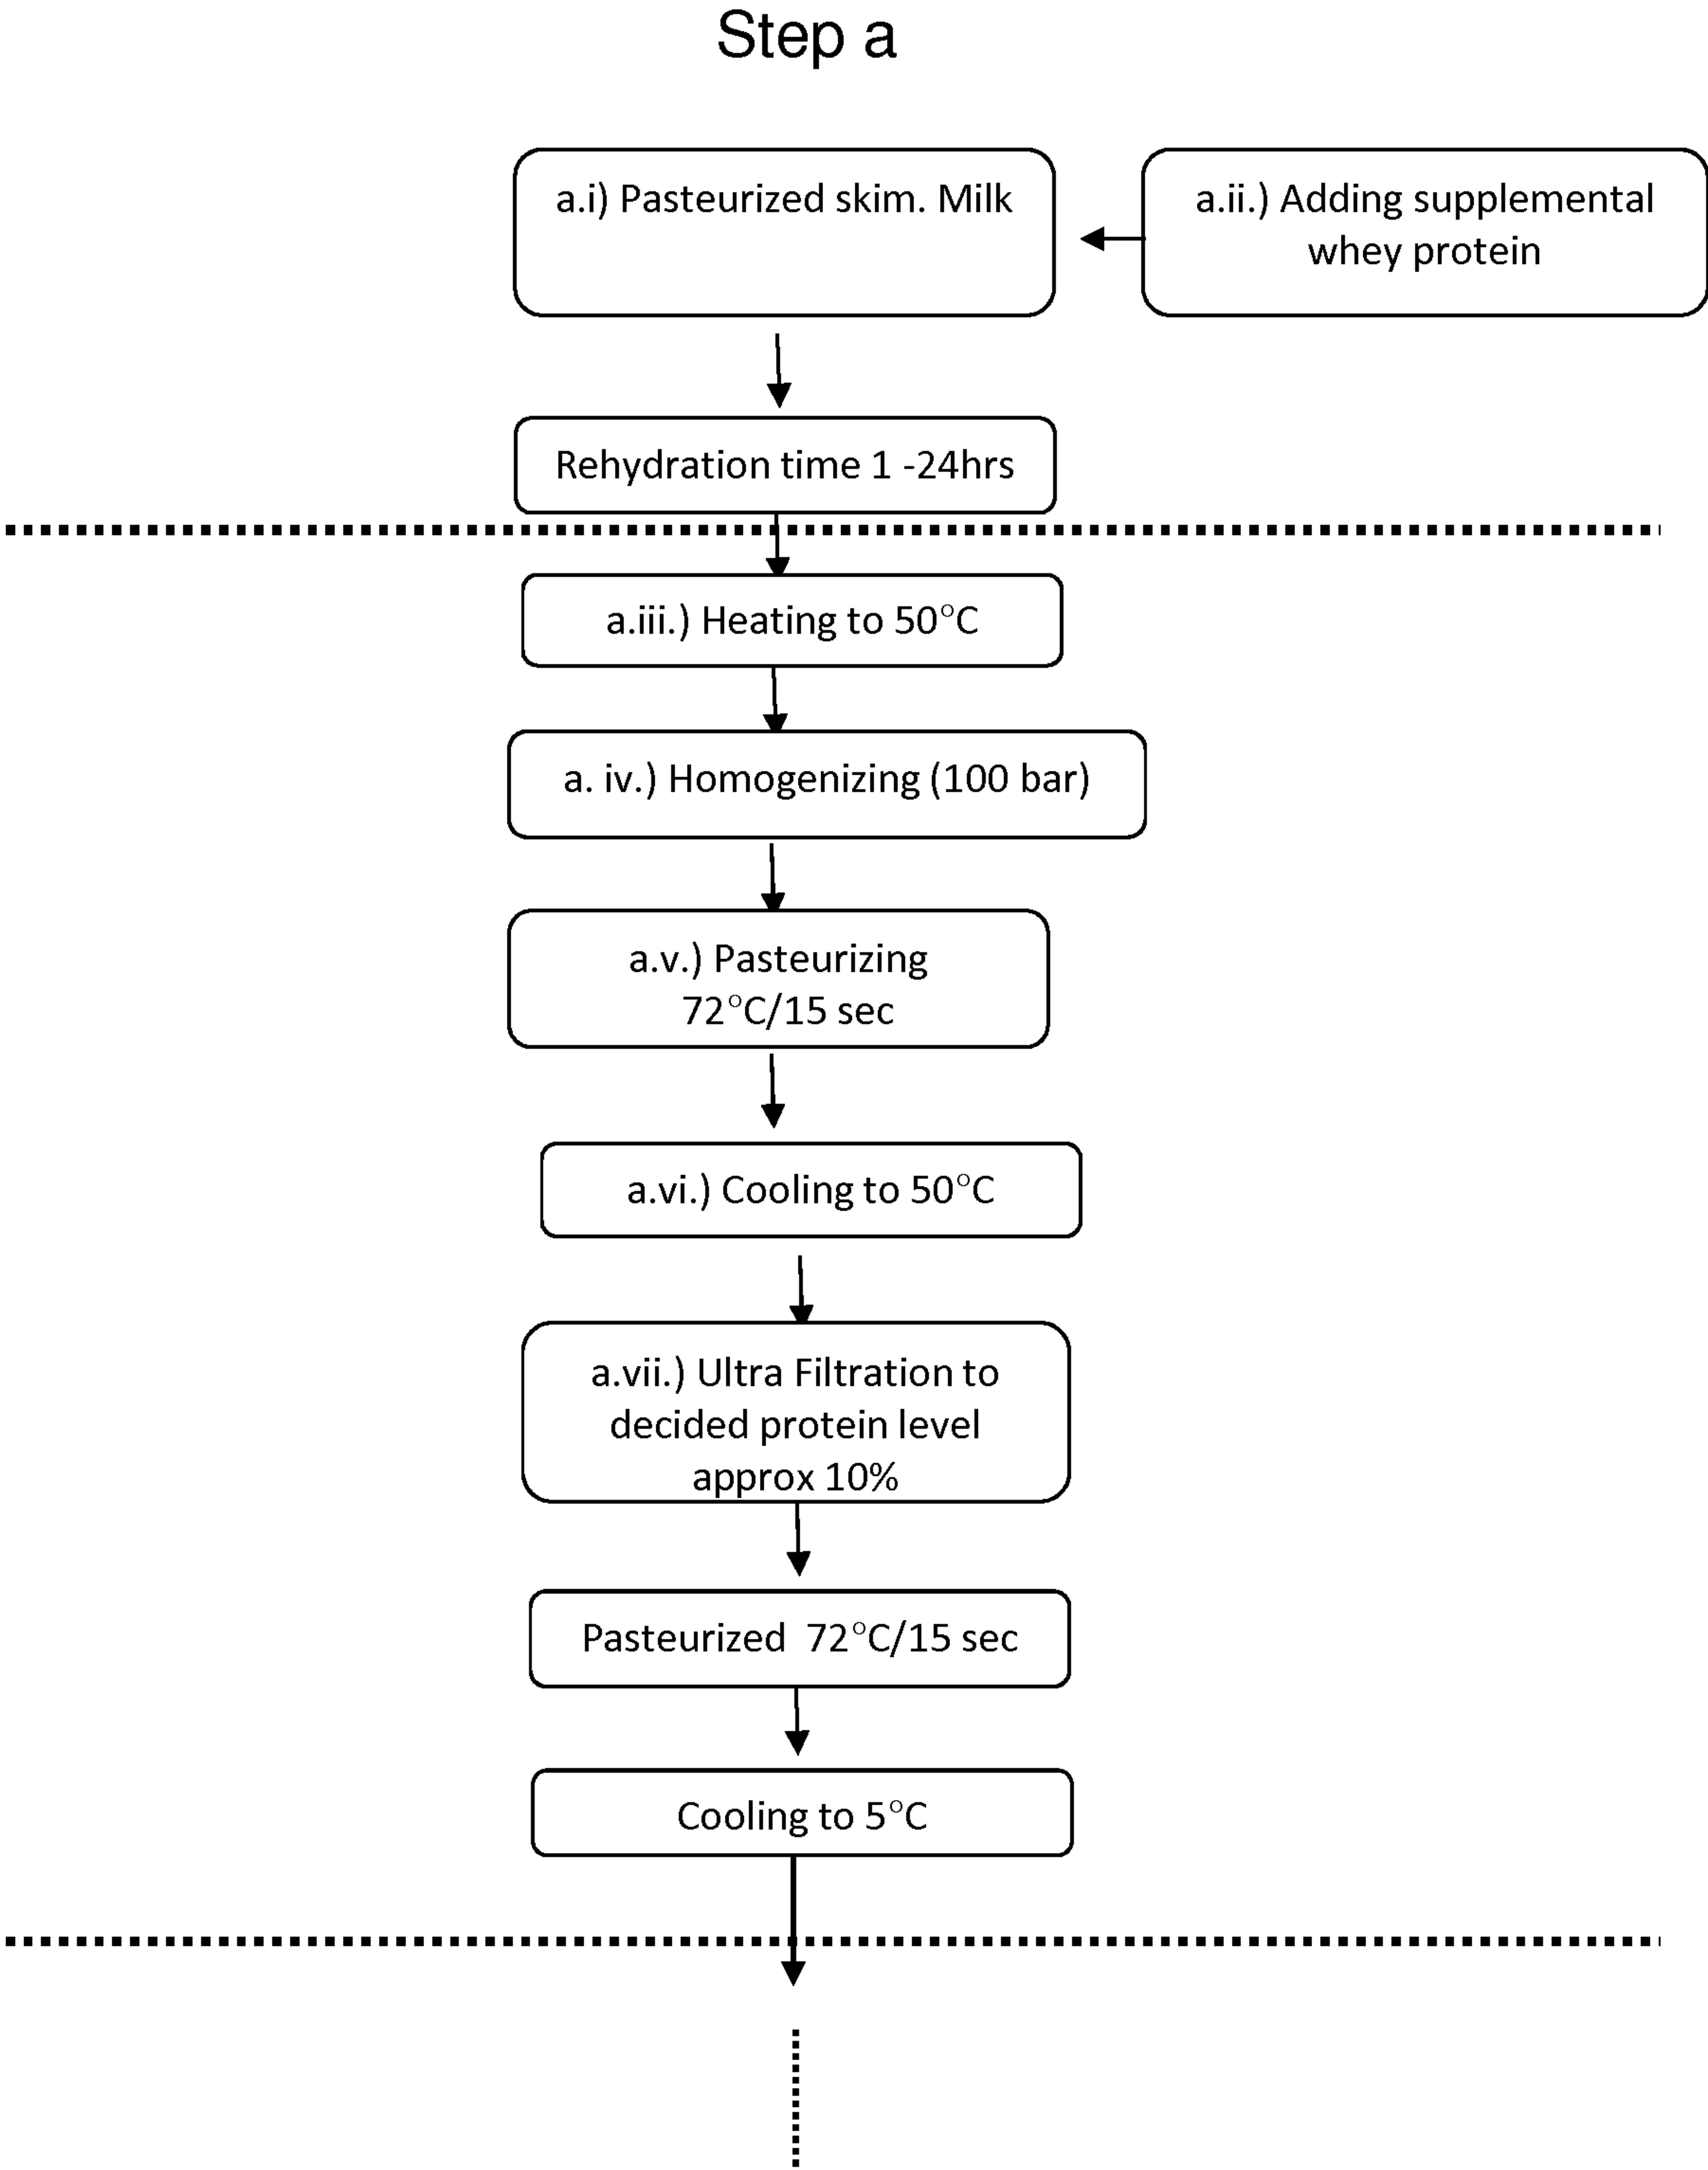 Step a
a.i) Pasteurized skim. Milk
a.ii.) Adding supplemental
whey protein
Rehydration time 1 -24hrs
a.iii.) Heating to 50°C
a. iv.) Homogenizing (100 bar)
a.v.) Pasteurizing
72°C/15 sec
a.vi.) Cooling to 50°C
a.vii.) Ultra Filtration to
decided protein level
approx 10%
Pasteurized  72°C/15 sec
Cooling to 5°C